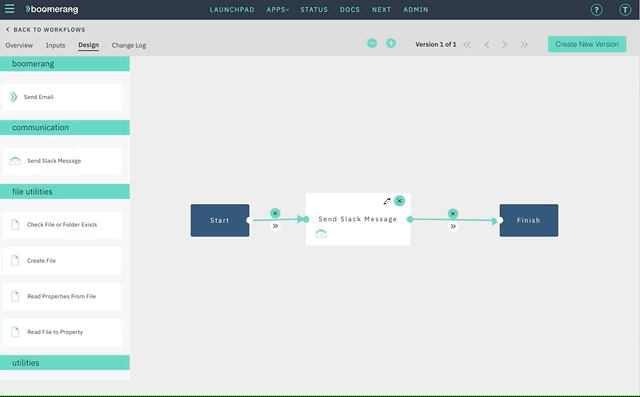 boomerang LAUNCHPAD APPS STATUS DOCS NEXT ADMIN ? T
BACK TO WORKFLOWS
Overview Inputs Design Change Log
Version 1 of 1
Create New Version
boomerang
Send Email
communication
Send Slack Message
file utilities
Check File or Folder Exists
Create File
Read Properties From File
Read File to Property
utilities
Start
Send Slack Message
Finish